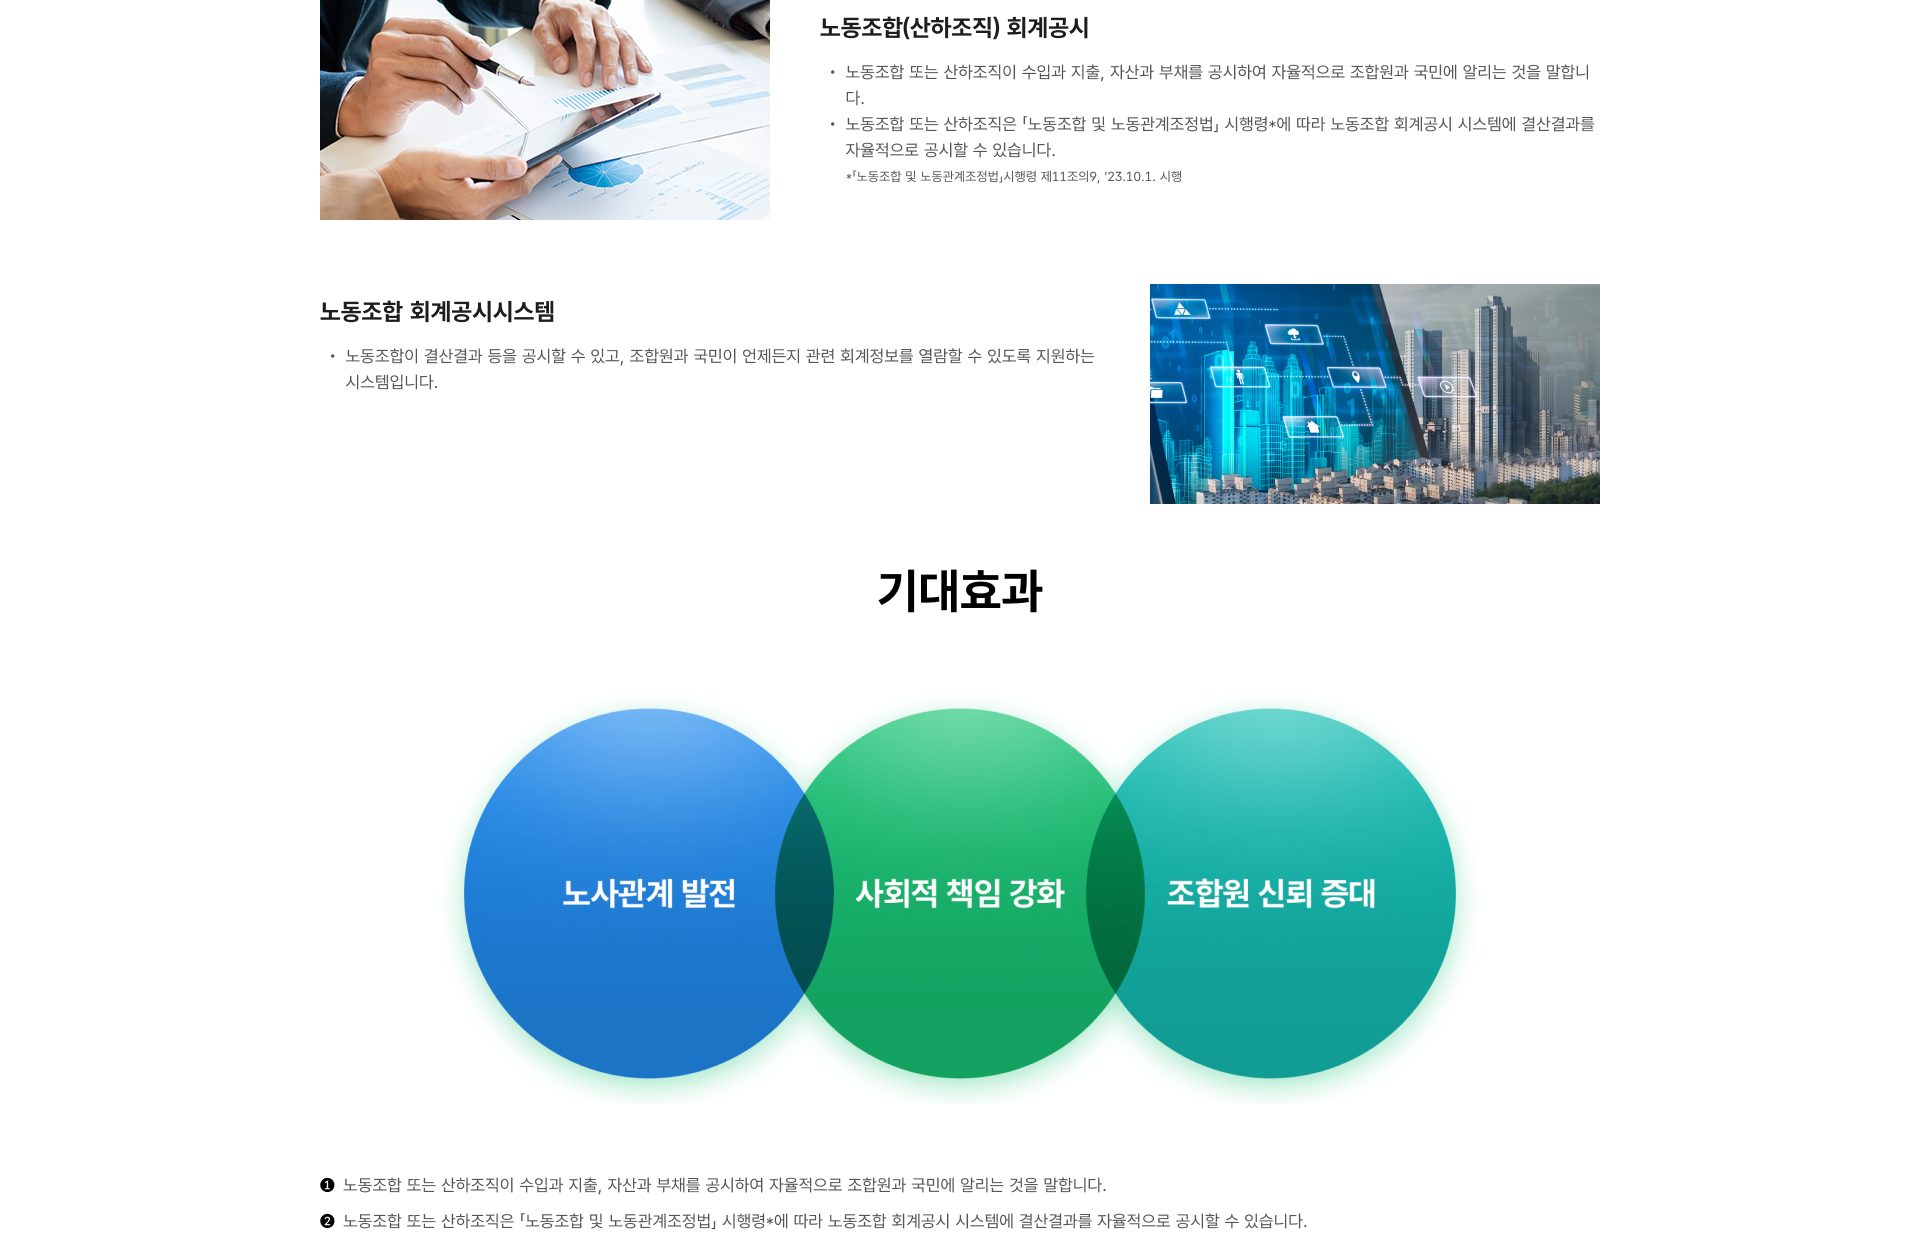 노동조합(산하조직) 회계공시
• 노동조합 또는 산하조직이 수입과 지출, 자산과 부채를 공시하여 자율적으로 조합원과 국민에 알리는 것을 말합니
다.
• 노동조합 또는 산하조직은 「노동조합 및 노동관계조정법」 시행령*에 따라 노동조합 회계공시 시스템에 결산결과를
자율적으로 공시할 수 있습니다.
*「노동조합 및 노동관계조정법」시행령 제11조의9, ‘23.10.1. 시행
노동조합 회계공시시스템
• 노동조합이 결산결과 등을 공시할 수 있고, 조합원과 국민이 언제든지 관련 회계정보를 열람할 수 있도록 지원하는
시스템입니다.
기대효과
노사관계 발전
사회적 책임 강화
조합원 신뢰 증대
❶ 노동조합 또는 산하조직이 수입과 지출, 자산과 부채를 공시하여 자율적으로 조합원과 국민에 알리는 것을 말합니다.
❷ 노동조합 또는 산하조직은 「노동조합 및 노동관계조정법」 시행령*에 따라 노동조합 회계공시 시스템에 결산결과를 자율적으로 공시할 수 있습니다.